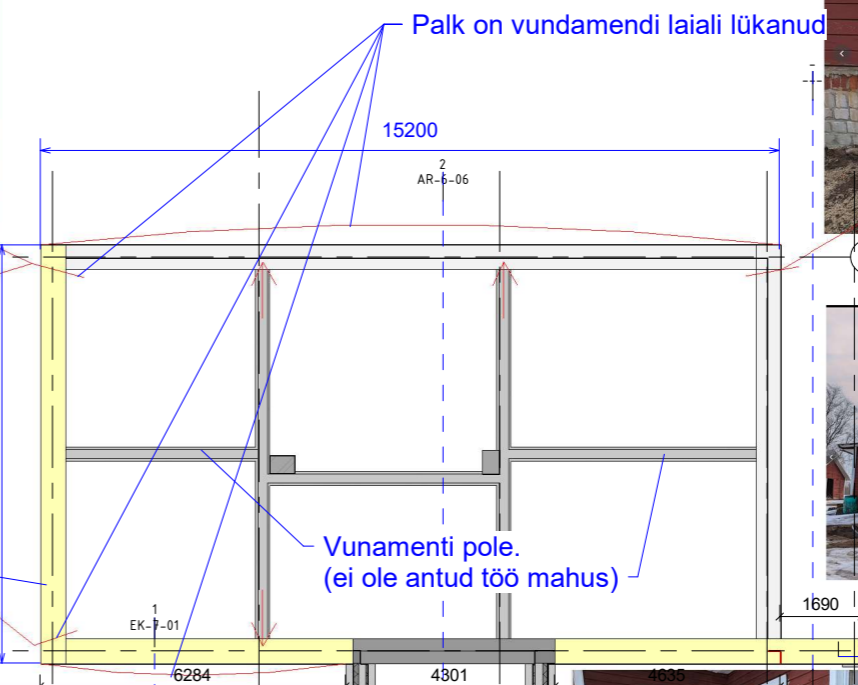 Palk on vundamendi laiali lükanud
15200
2
AR-6-06
Vunamenti pole.
(ei ole antud töö mahus)
1690
1
EK-7-01
6284
4301
4635